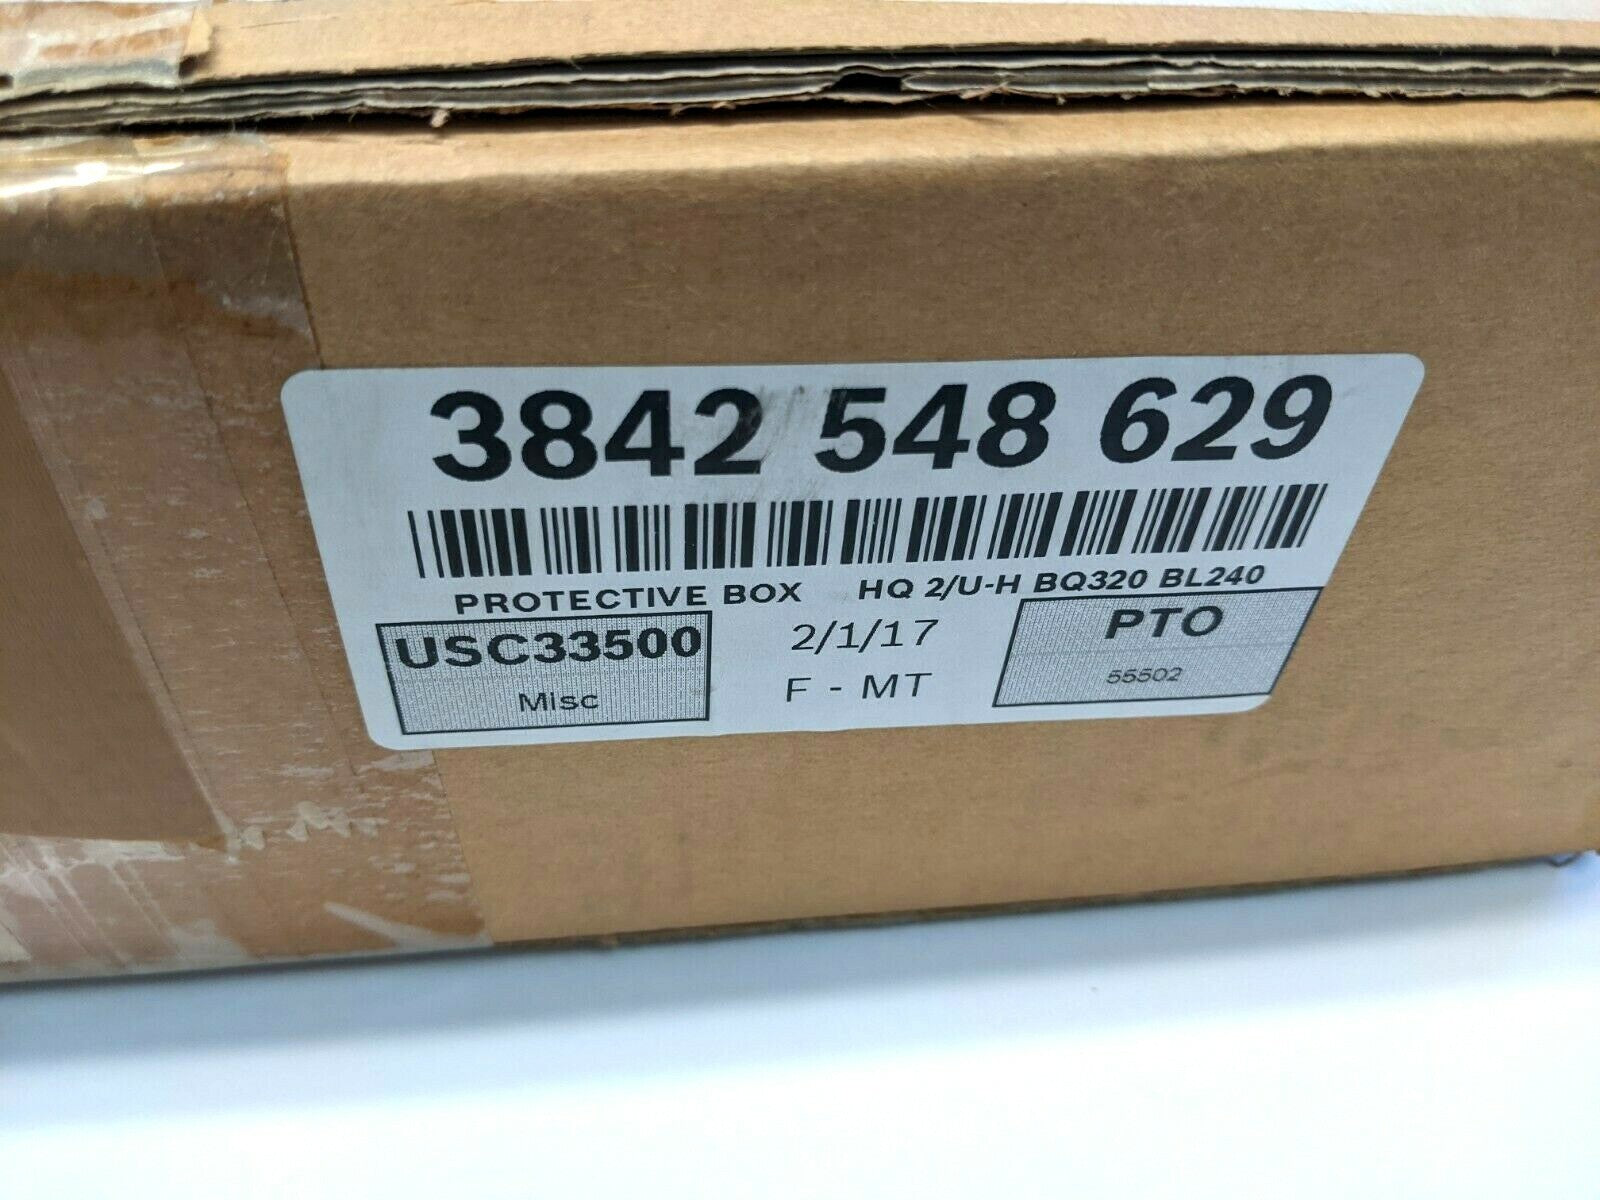 3842 548 629
PROTECTIVE BOX HQ 2/U-H BQ320 BL240
USC33500
Misc
2/1/17
F - MT
PTO
55502